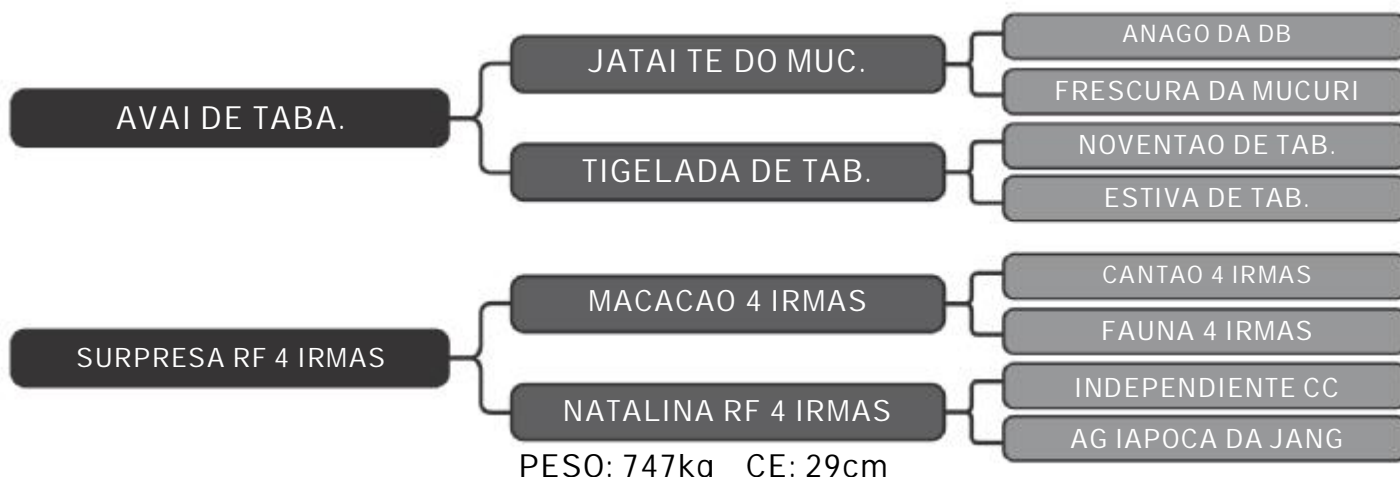 AVAI DE TABA.
JATAI TE DO MUC.
ANAGO DA DB
FRESCURA DA MUCURI
TIGELADA DE TAB.
NOVENTAO DE TAB.
ESTIVA DE TAB.
SURPRESA RF 4 IRMAS
MACACAO 4 IRMAS
CANTAO 4 IRMAS
FAUNA 4 IRMAS
NATALINA RF 4 IRMAS
INDEPENDIENTE CC
AG IAPOCA DA JANG
PESO: 747kg CE: 29cm